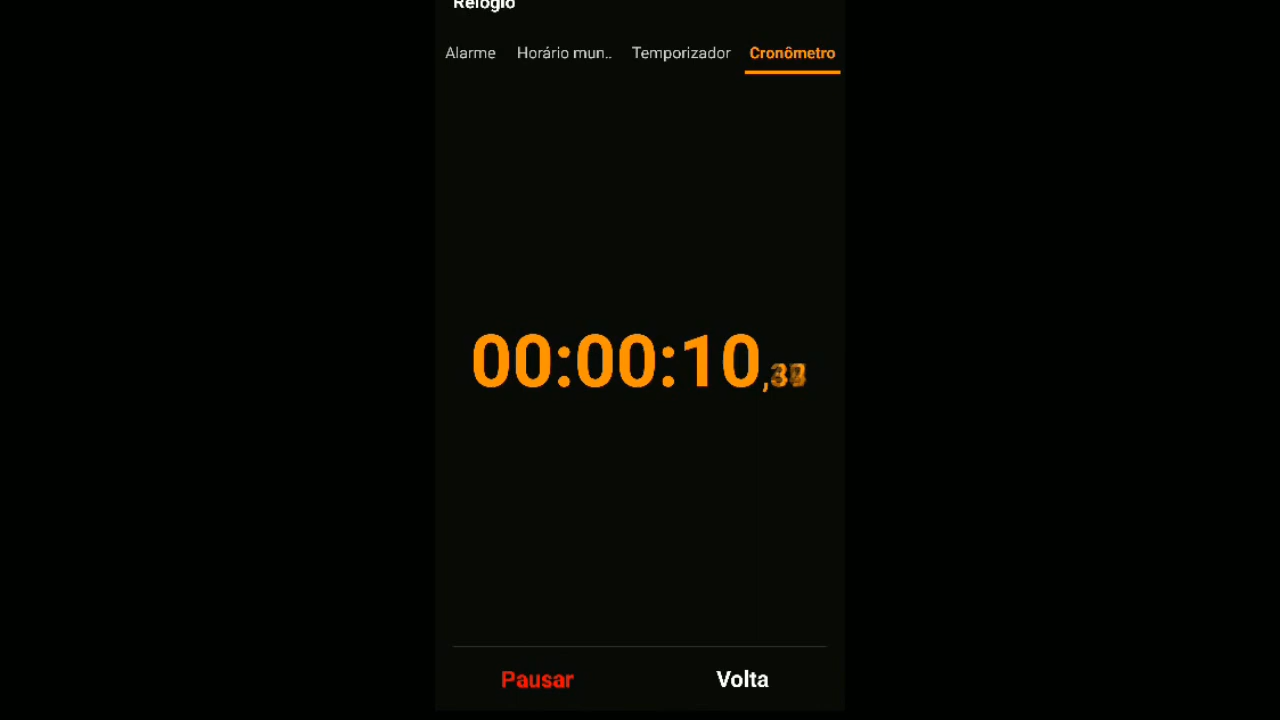 Relógio
Alarme Horário mun.. Temporizador Cronômetro
00:00:10
Pausar Volta